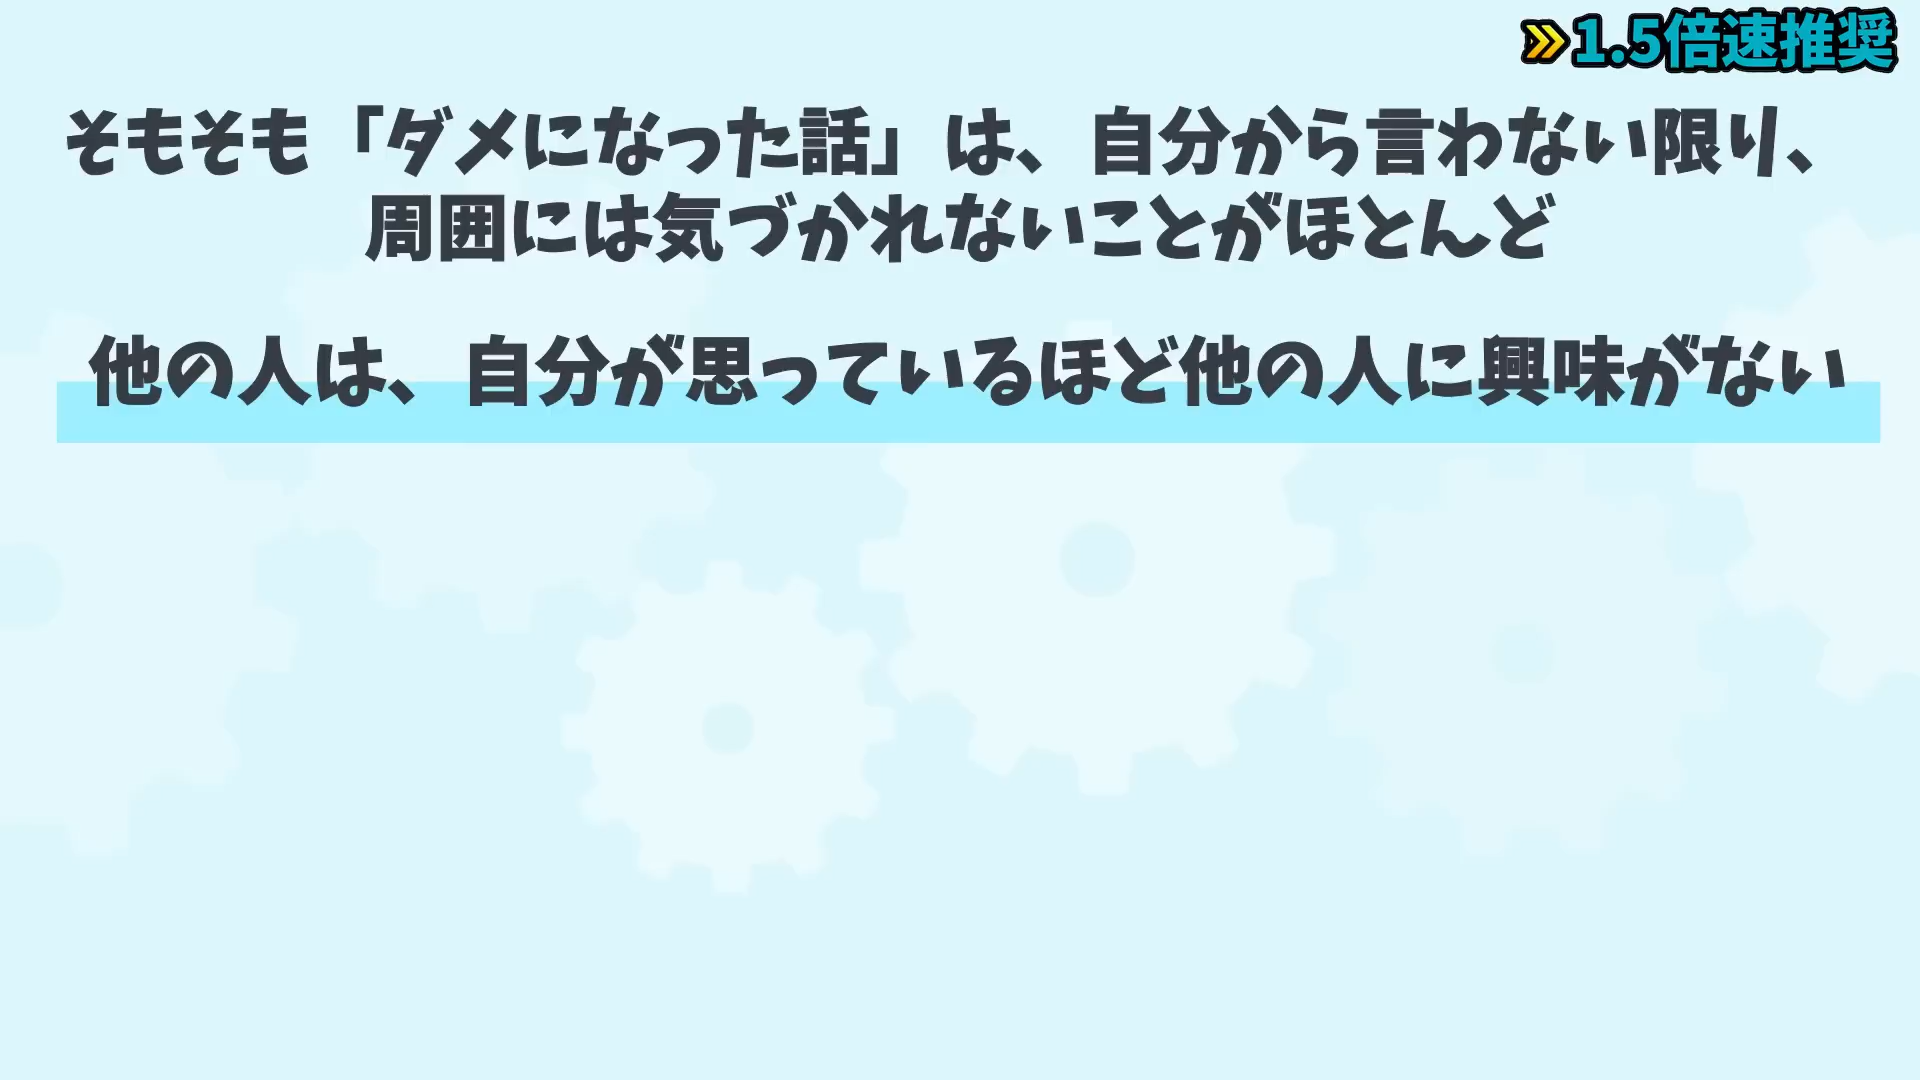 1.5倍速推奨
そもそも「ダメになった話」は、自分から言わない限り、
周囲には気づかれないことがほとんど
他の人は、自分が思っているほど他の人に興味がない